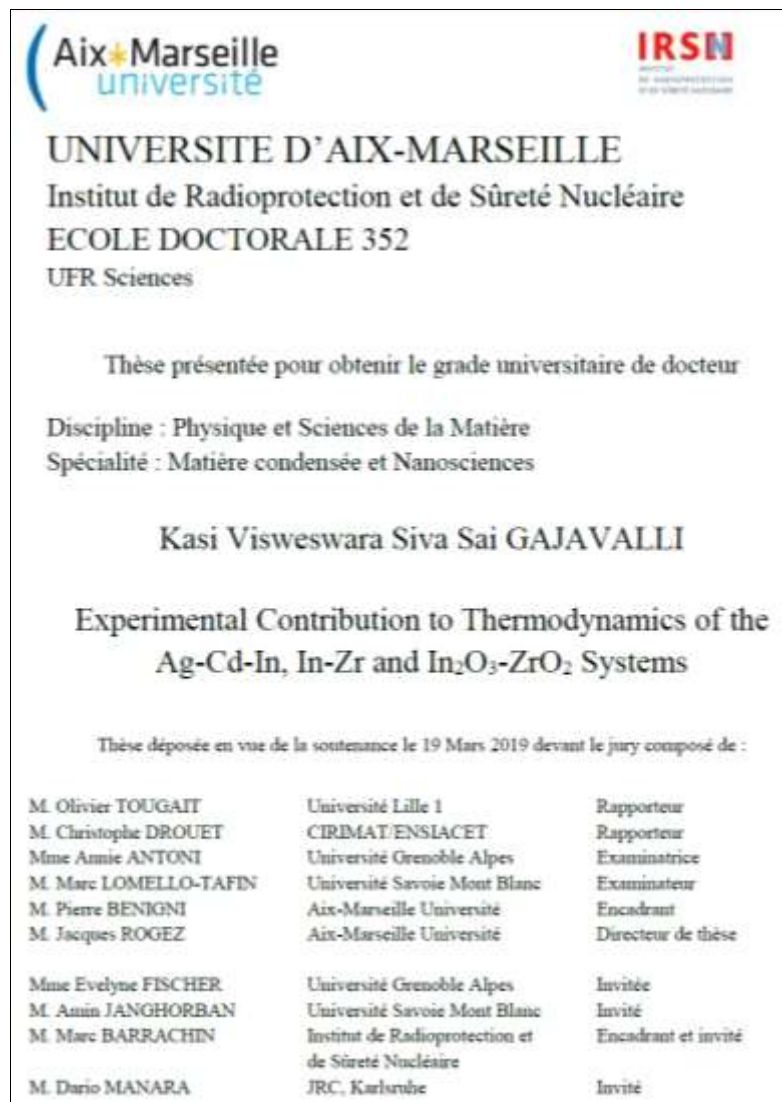 Aix*Marseille
université
IRSN
INSTITUT
DE RADIOPROTECTION
ET DE SÛRETÉ NUCLÉAIRE
UNIVERSITE D'AIX-MARSEILLE
Institut de Radioprotection et de Sûreté Nucléaire
ECOLE DOCTORALE 352
UFR Sciences
Thèse présentée pour obtenir le grade universitaire de docteur
Discipline : Physique et Sciences de la Matière
Spécialité : Matière condensée et Nanosciences
Kasi Visweswara Siva Sai GAJAVALLI
Experimental Contribution to Thermodynamics of the
Ag-Cd-In, In-Zr and In₂O₃-ZrO₂ Systems
Thèse déposée en vue de la soutenance le 19 Mars 2019 devant le jury composé de :
M. Olivier TOUGAIT Université Lille 1 Rapporteur
M. Christophe DROUET CIRIMAT/ENSIACET Rapporteur
Mme Annie ANTONI Université Grenoble Alpes Examinatrice
M. Marc LOMELLO-TAFIN Université Savoie Mont Blanc Examinateur
M. Pierre BENIGNI Aix-Marseille Université Encadrant
M. Jacques ROGEZ Aix-Marseille Université Directeur de thèse
Mme Evelyne FISCHER Université Grenoble Alpes Invitée
M. Amin JANGHORBAN Université Savoie Mont Blanc Invité
M. Marc BARRACHIN Institut de Radioprotection et Encadrant et invité
de Sûreté Nucléaire
M. Dario MANARA JRC, Karlsruhe Invité